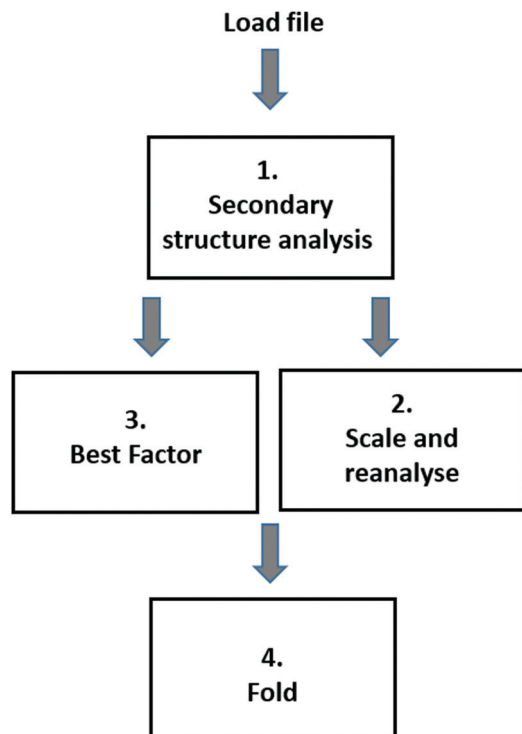 Load file
1.
Secondary
structure analysis
3.
Best Factor
2.
Scale and
reanalyse
4.
Fold